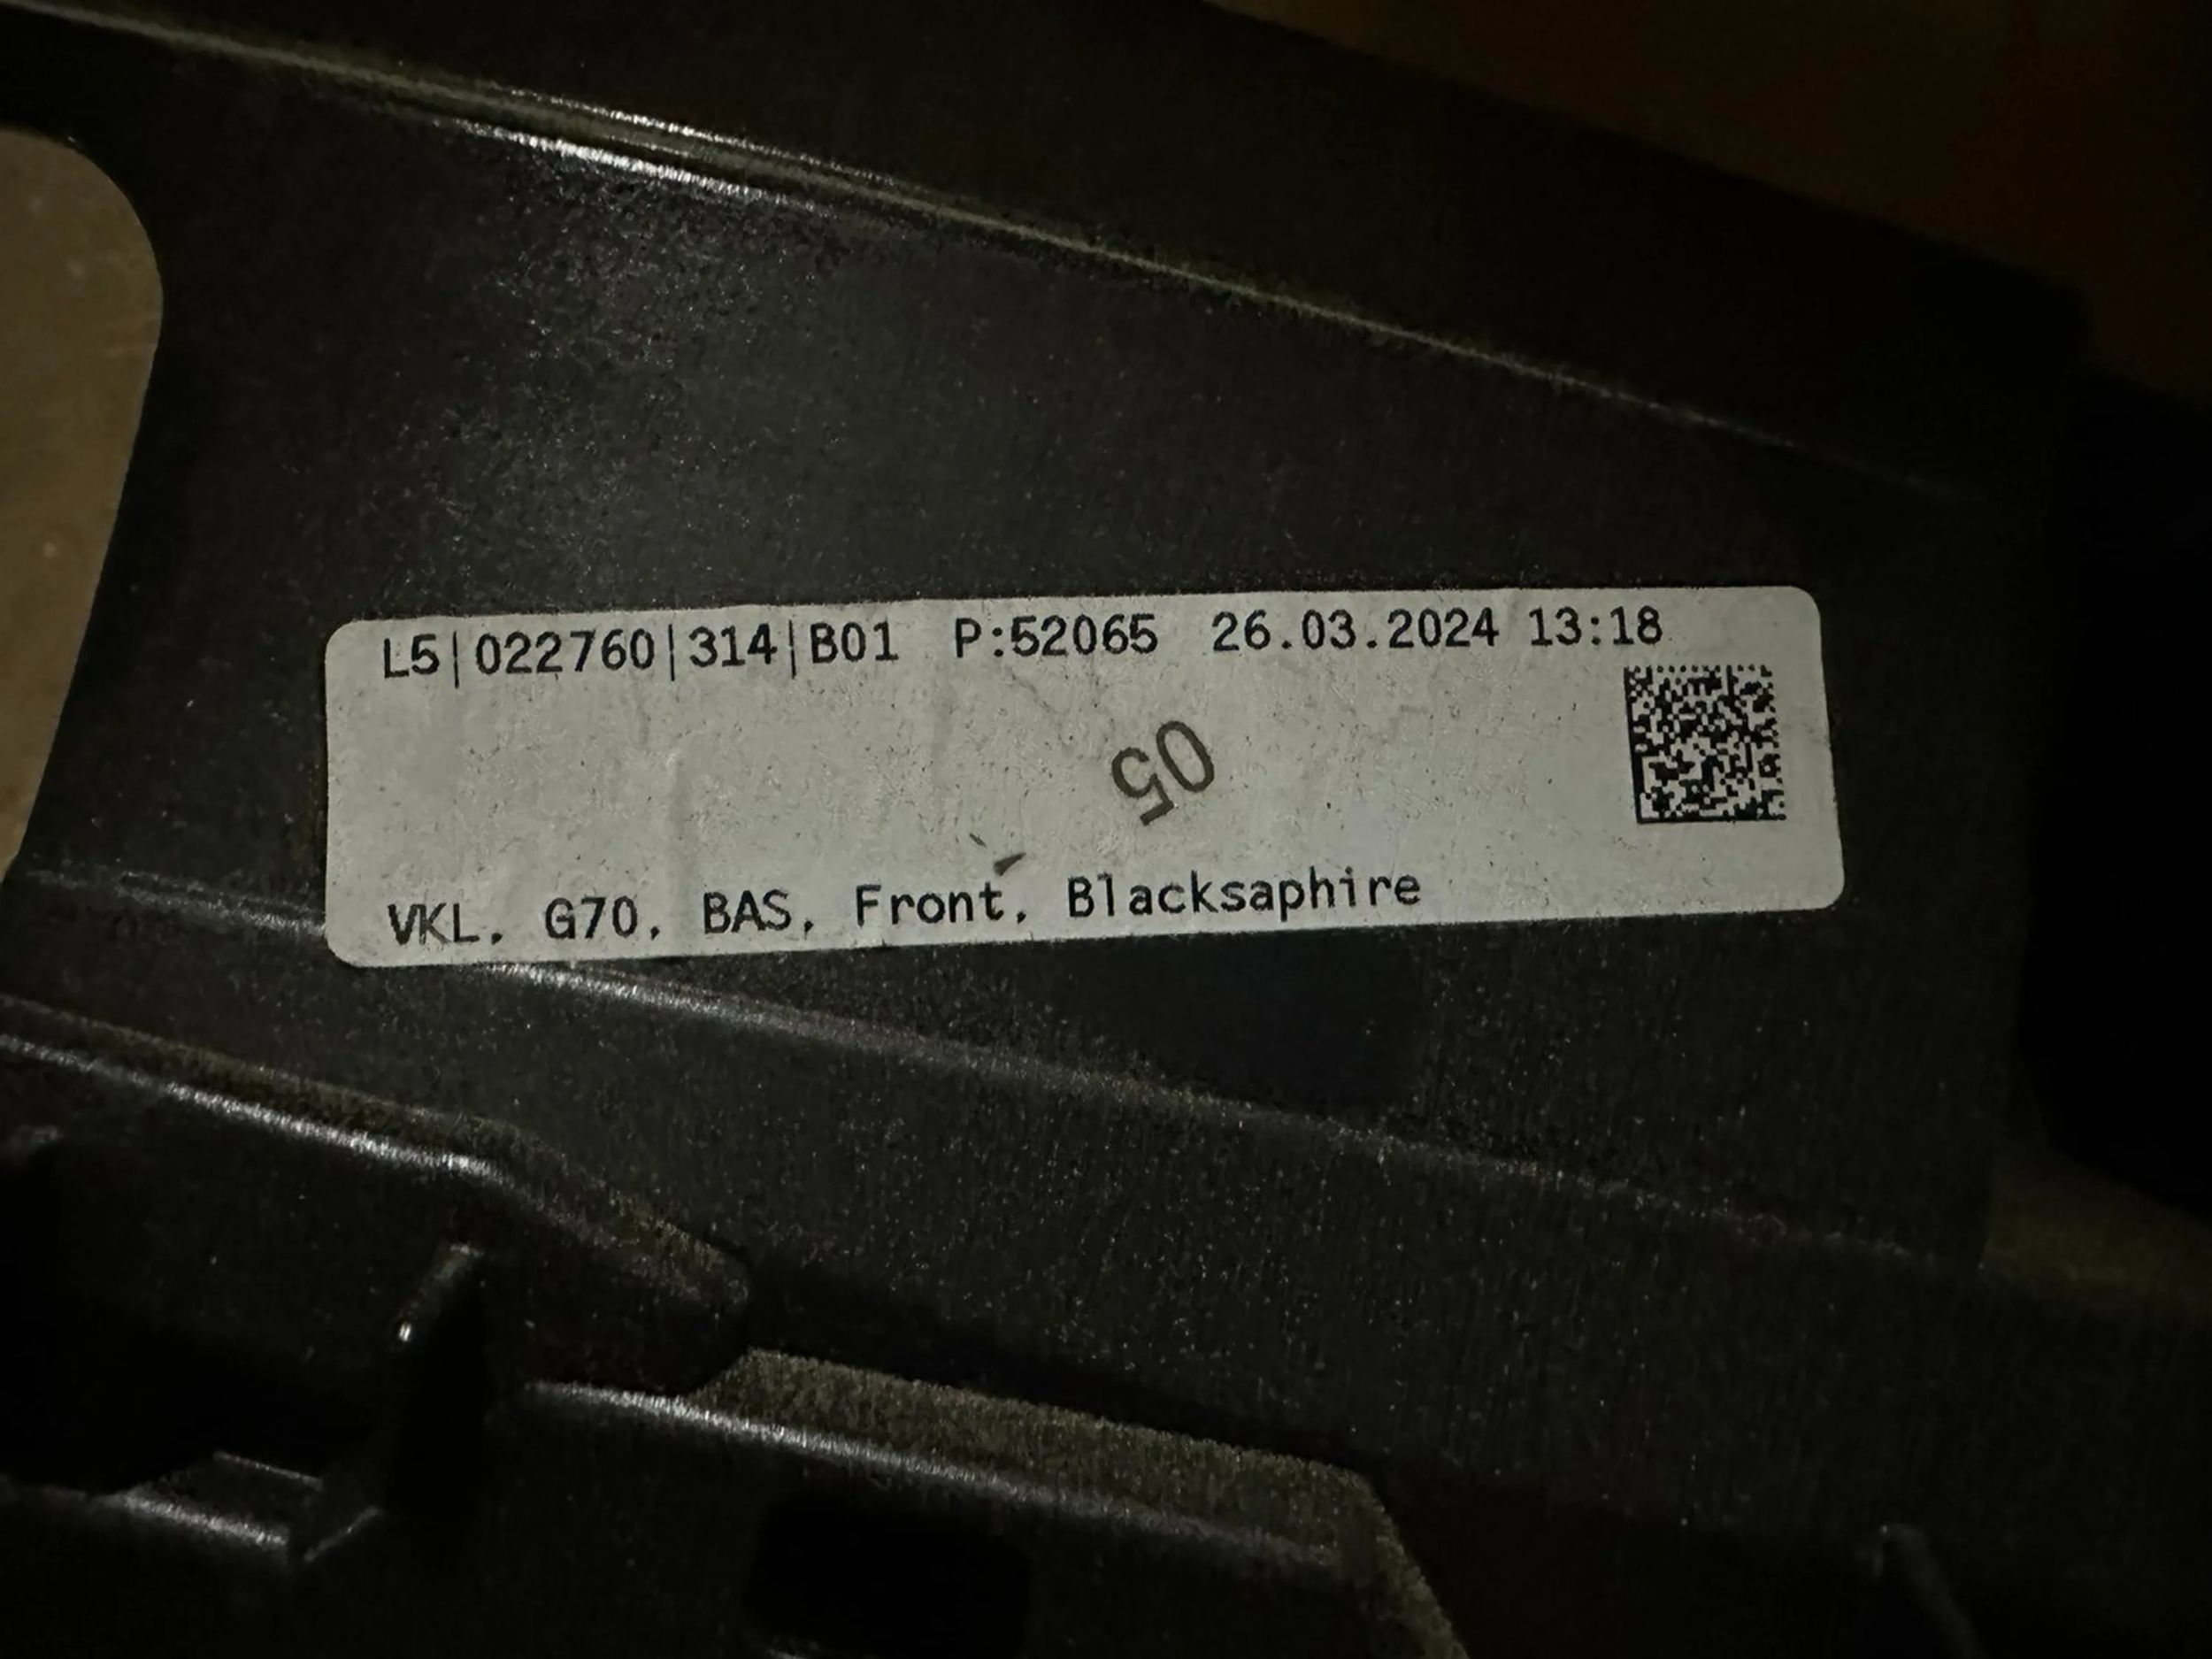 L5|022760|314|B01 P:52065 26.03.2024 13:18
05
VKL, G70, BAS, Front, Blacksaphire